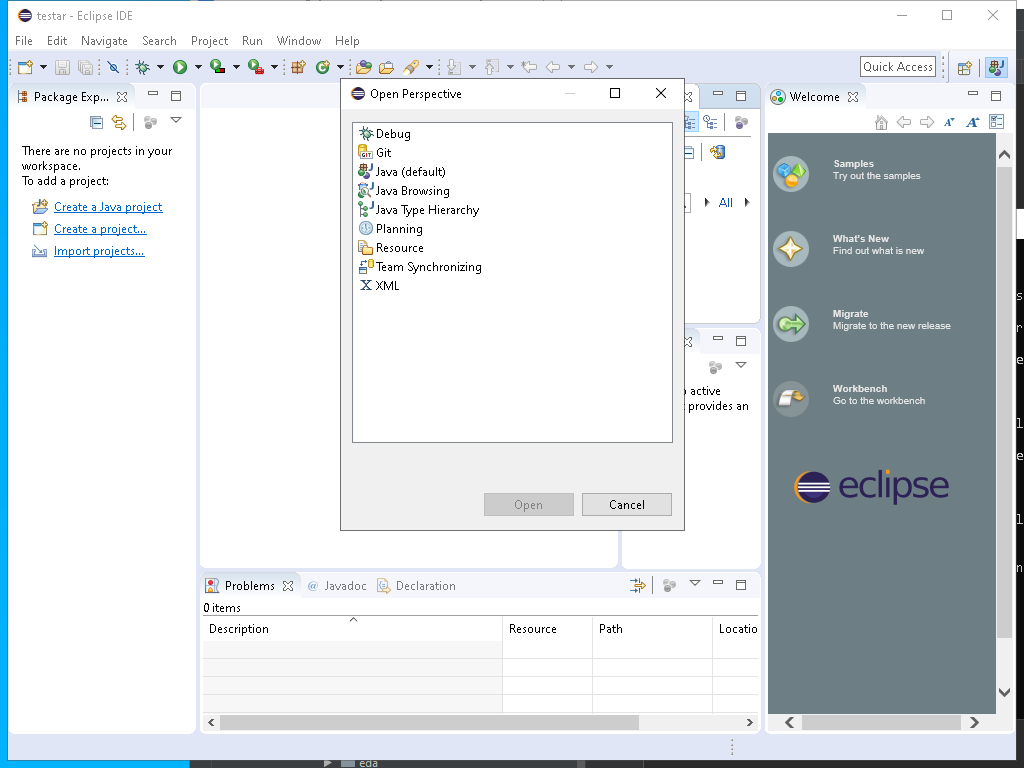 testar - Eclipse IDE
File Edit Navigate Search Project Run Window Help
Quick Access
Package Exp...
There are no projects in your
workspace.
To add a project:
Create a Java project
Create a project...
Import projects...
Open Perspective
Debug
Git
Java (default)
Java Browsing
Java Type Hierarchy
Planning
Resource
Team Synchronizing
XML
Open
Cancel
All
active
provides an
Welcome
Samples
Try out the samples
What's New
Find out what is new
Migrate
Migrate to the new release
Workbench
Go to the workbench
eclipse
Problems @ Javadoc Declaration
0 items
Description Resource Path Locatio
eda